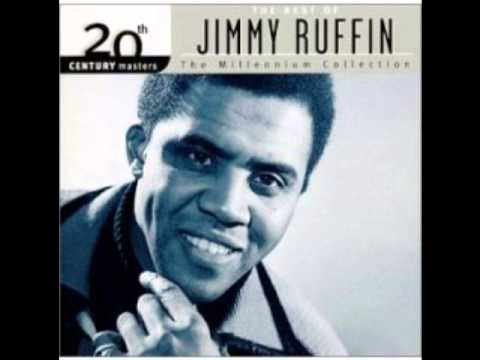 THE BEST OF
JIMMY RUFFIN
The Millennium Collection
20th
CENTURY masters